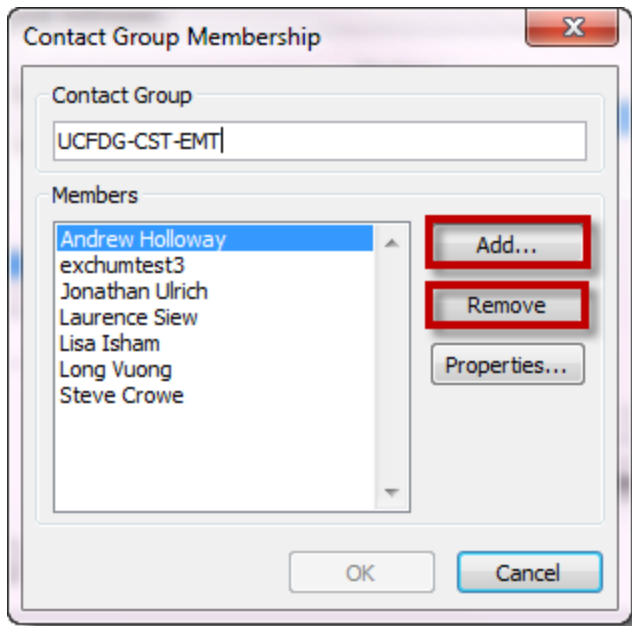 Contact Group Membership
Contact Group
UCFDG-CST-EMT
Members
Andrew Holloway
exchumtest3
Jonathan Ulrich
Laurence Siew
Lisa Isham
Long Vuong
Steve Crowe
Add...
Remove
Properties...
OK
Cancel